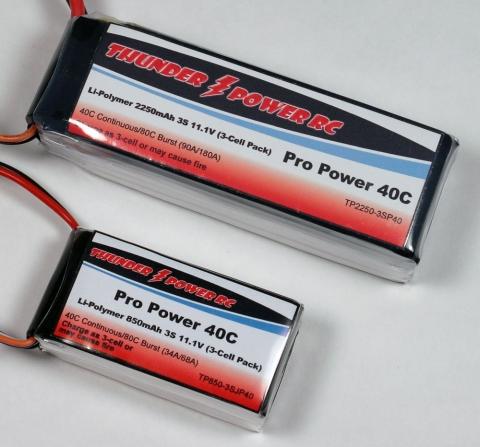 THUNDER POWER RC
Li-Polymer 2250mAh 3S 11.1V (3-Cell Pack)
Pro Power 40C
40C Continuous/80C Burst (90A/180A)
Charge as 3-cell or may cause fire
TP2250-3SP40
THUNDER POWER RC
Pro Power 40C
Li-Polymer 850mAh 3S 11.1V (3-Cell Pack)
40C Continuous/80C Burst (34A/68A)
Charge as 3-cell or
may cause fire
TP850-3SJP40